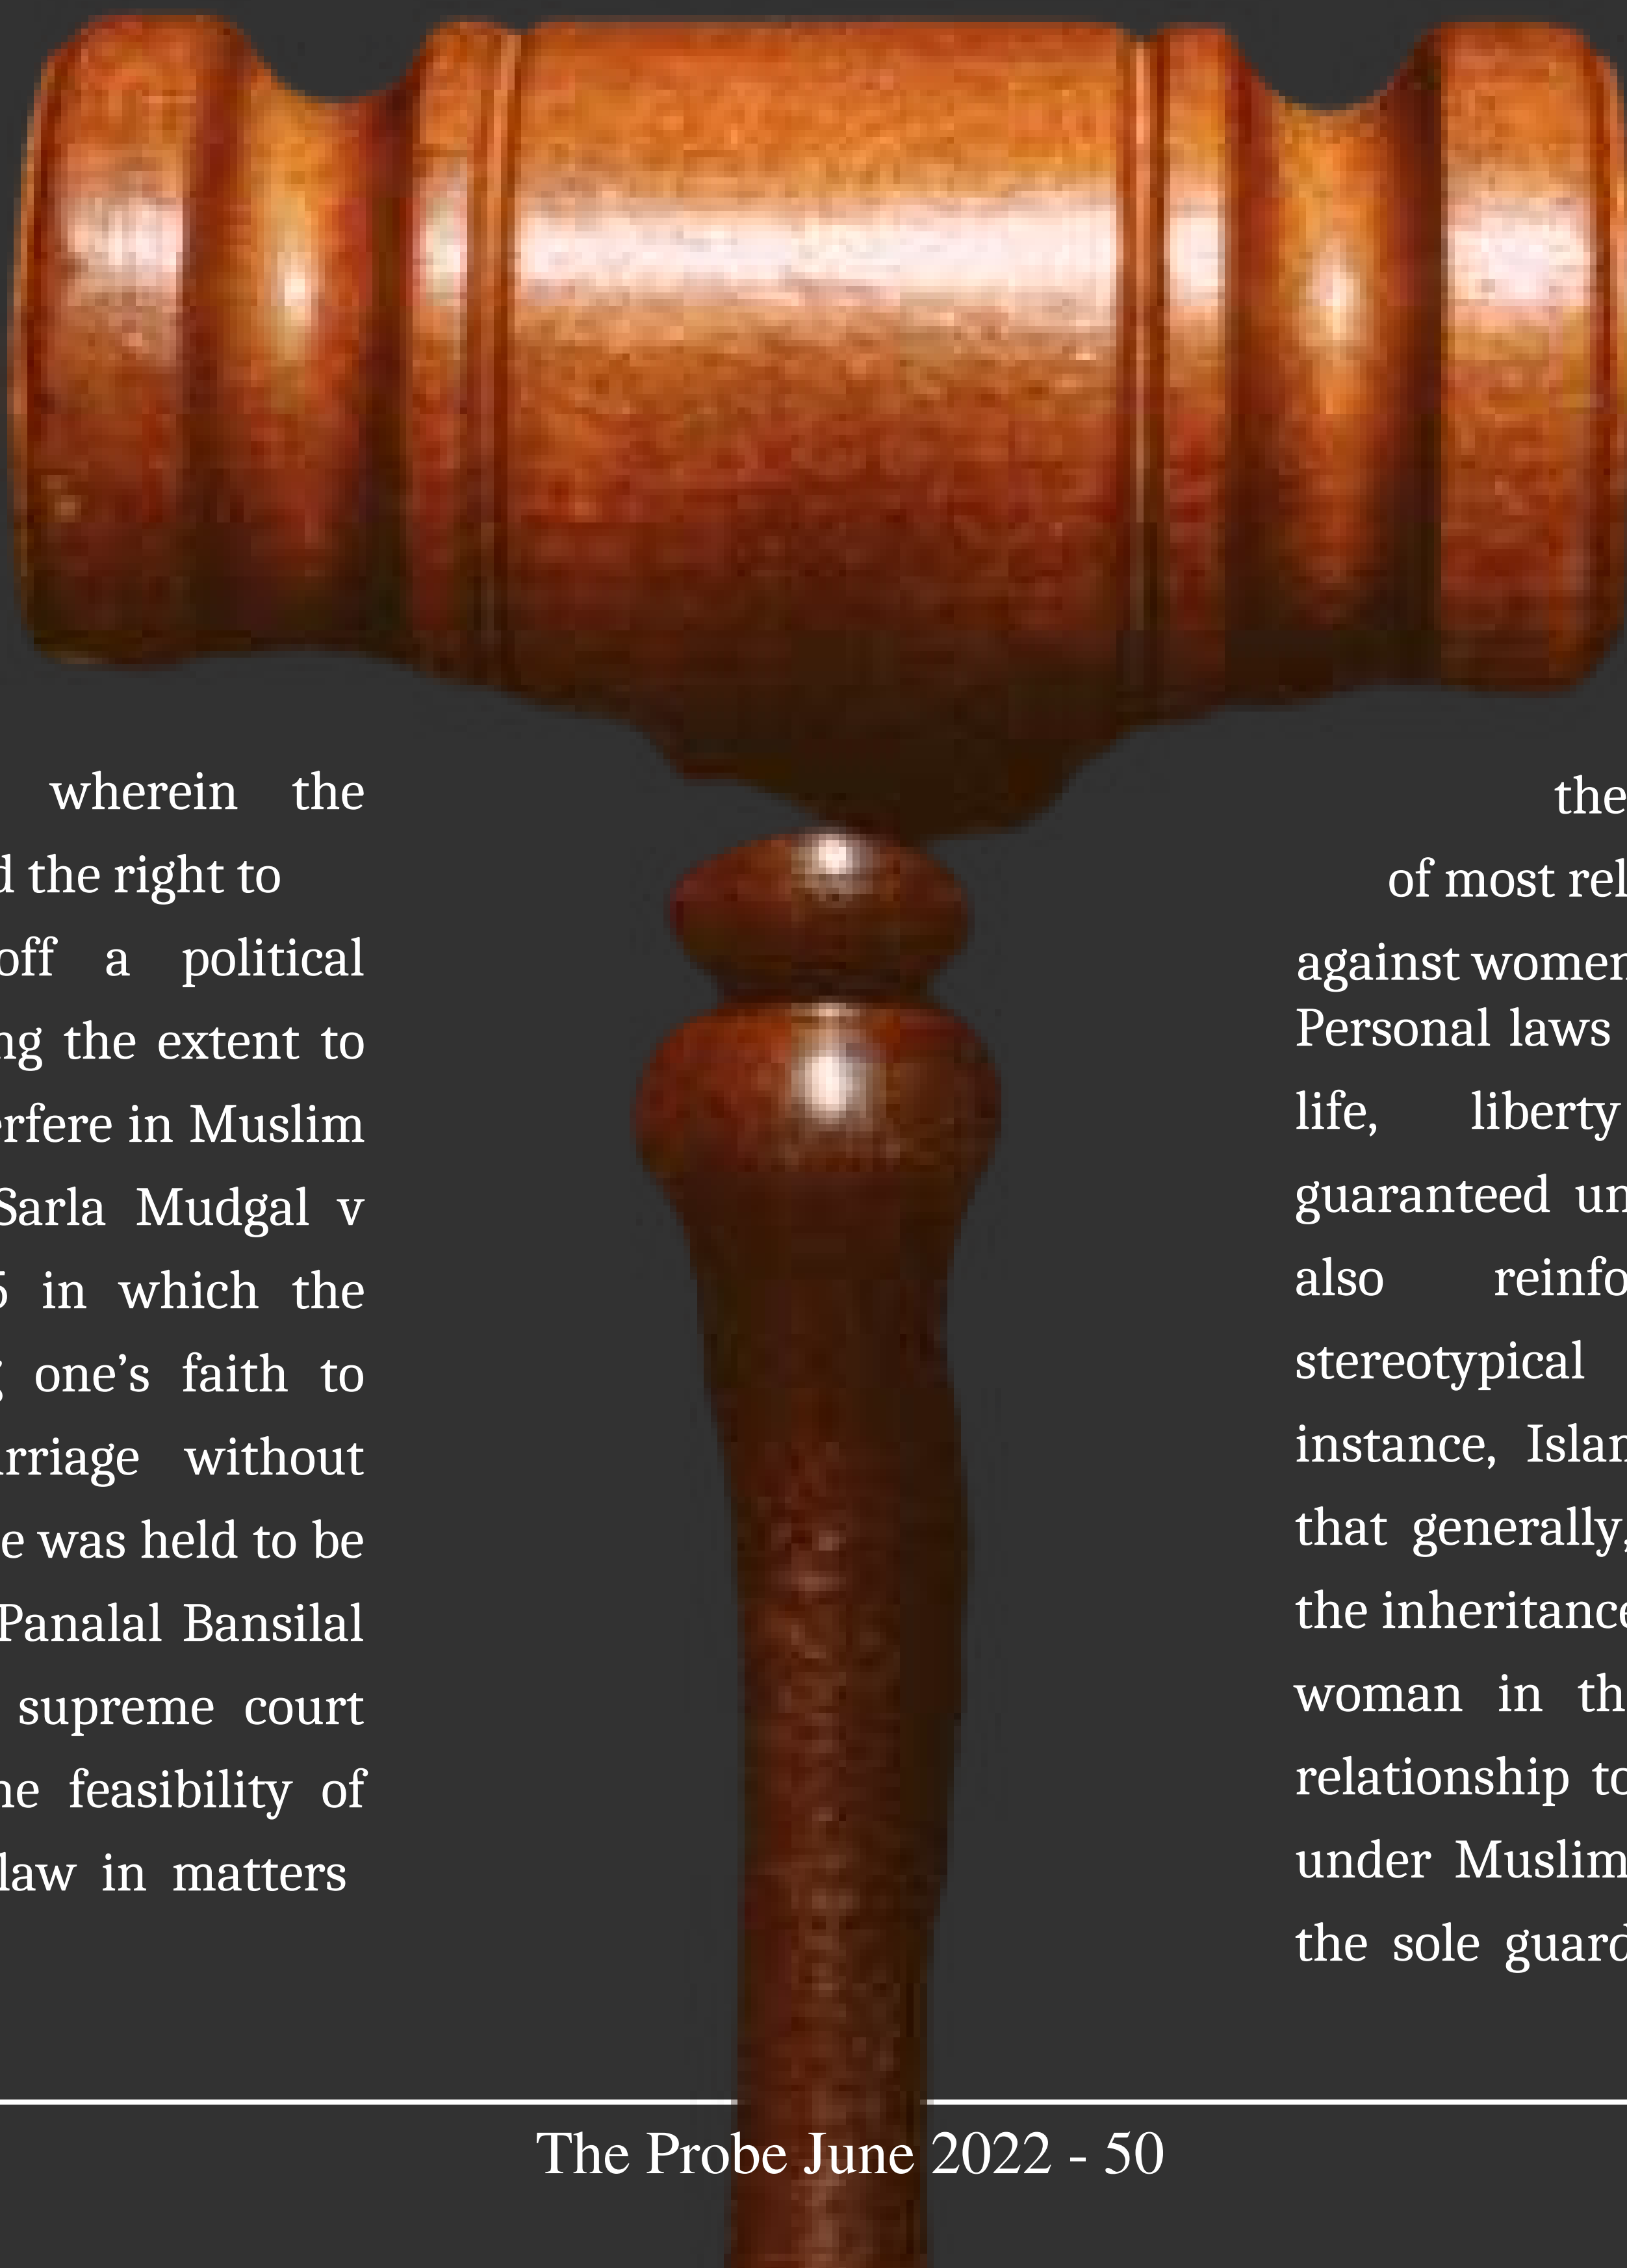 wherein the
d the right to
off a political
ng the extent to
erfere in Muslim
Sarla Mudgal v
5 in which the
g one’s faith to
rriage without
e was held to be
Panalal Bansilal
supreme court
he feasibility of
law in matters
the
of most rel
against women
Personal laws
life, liberty
guaranteed un
also reinfo
stereotypical
instance, Islam
that generally,
the inheritance
woman in th
relationship to
under Muslim
the sole guard
The Probe June 2022 - 50